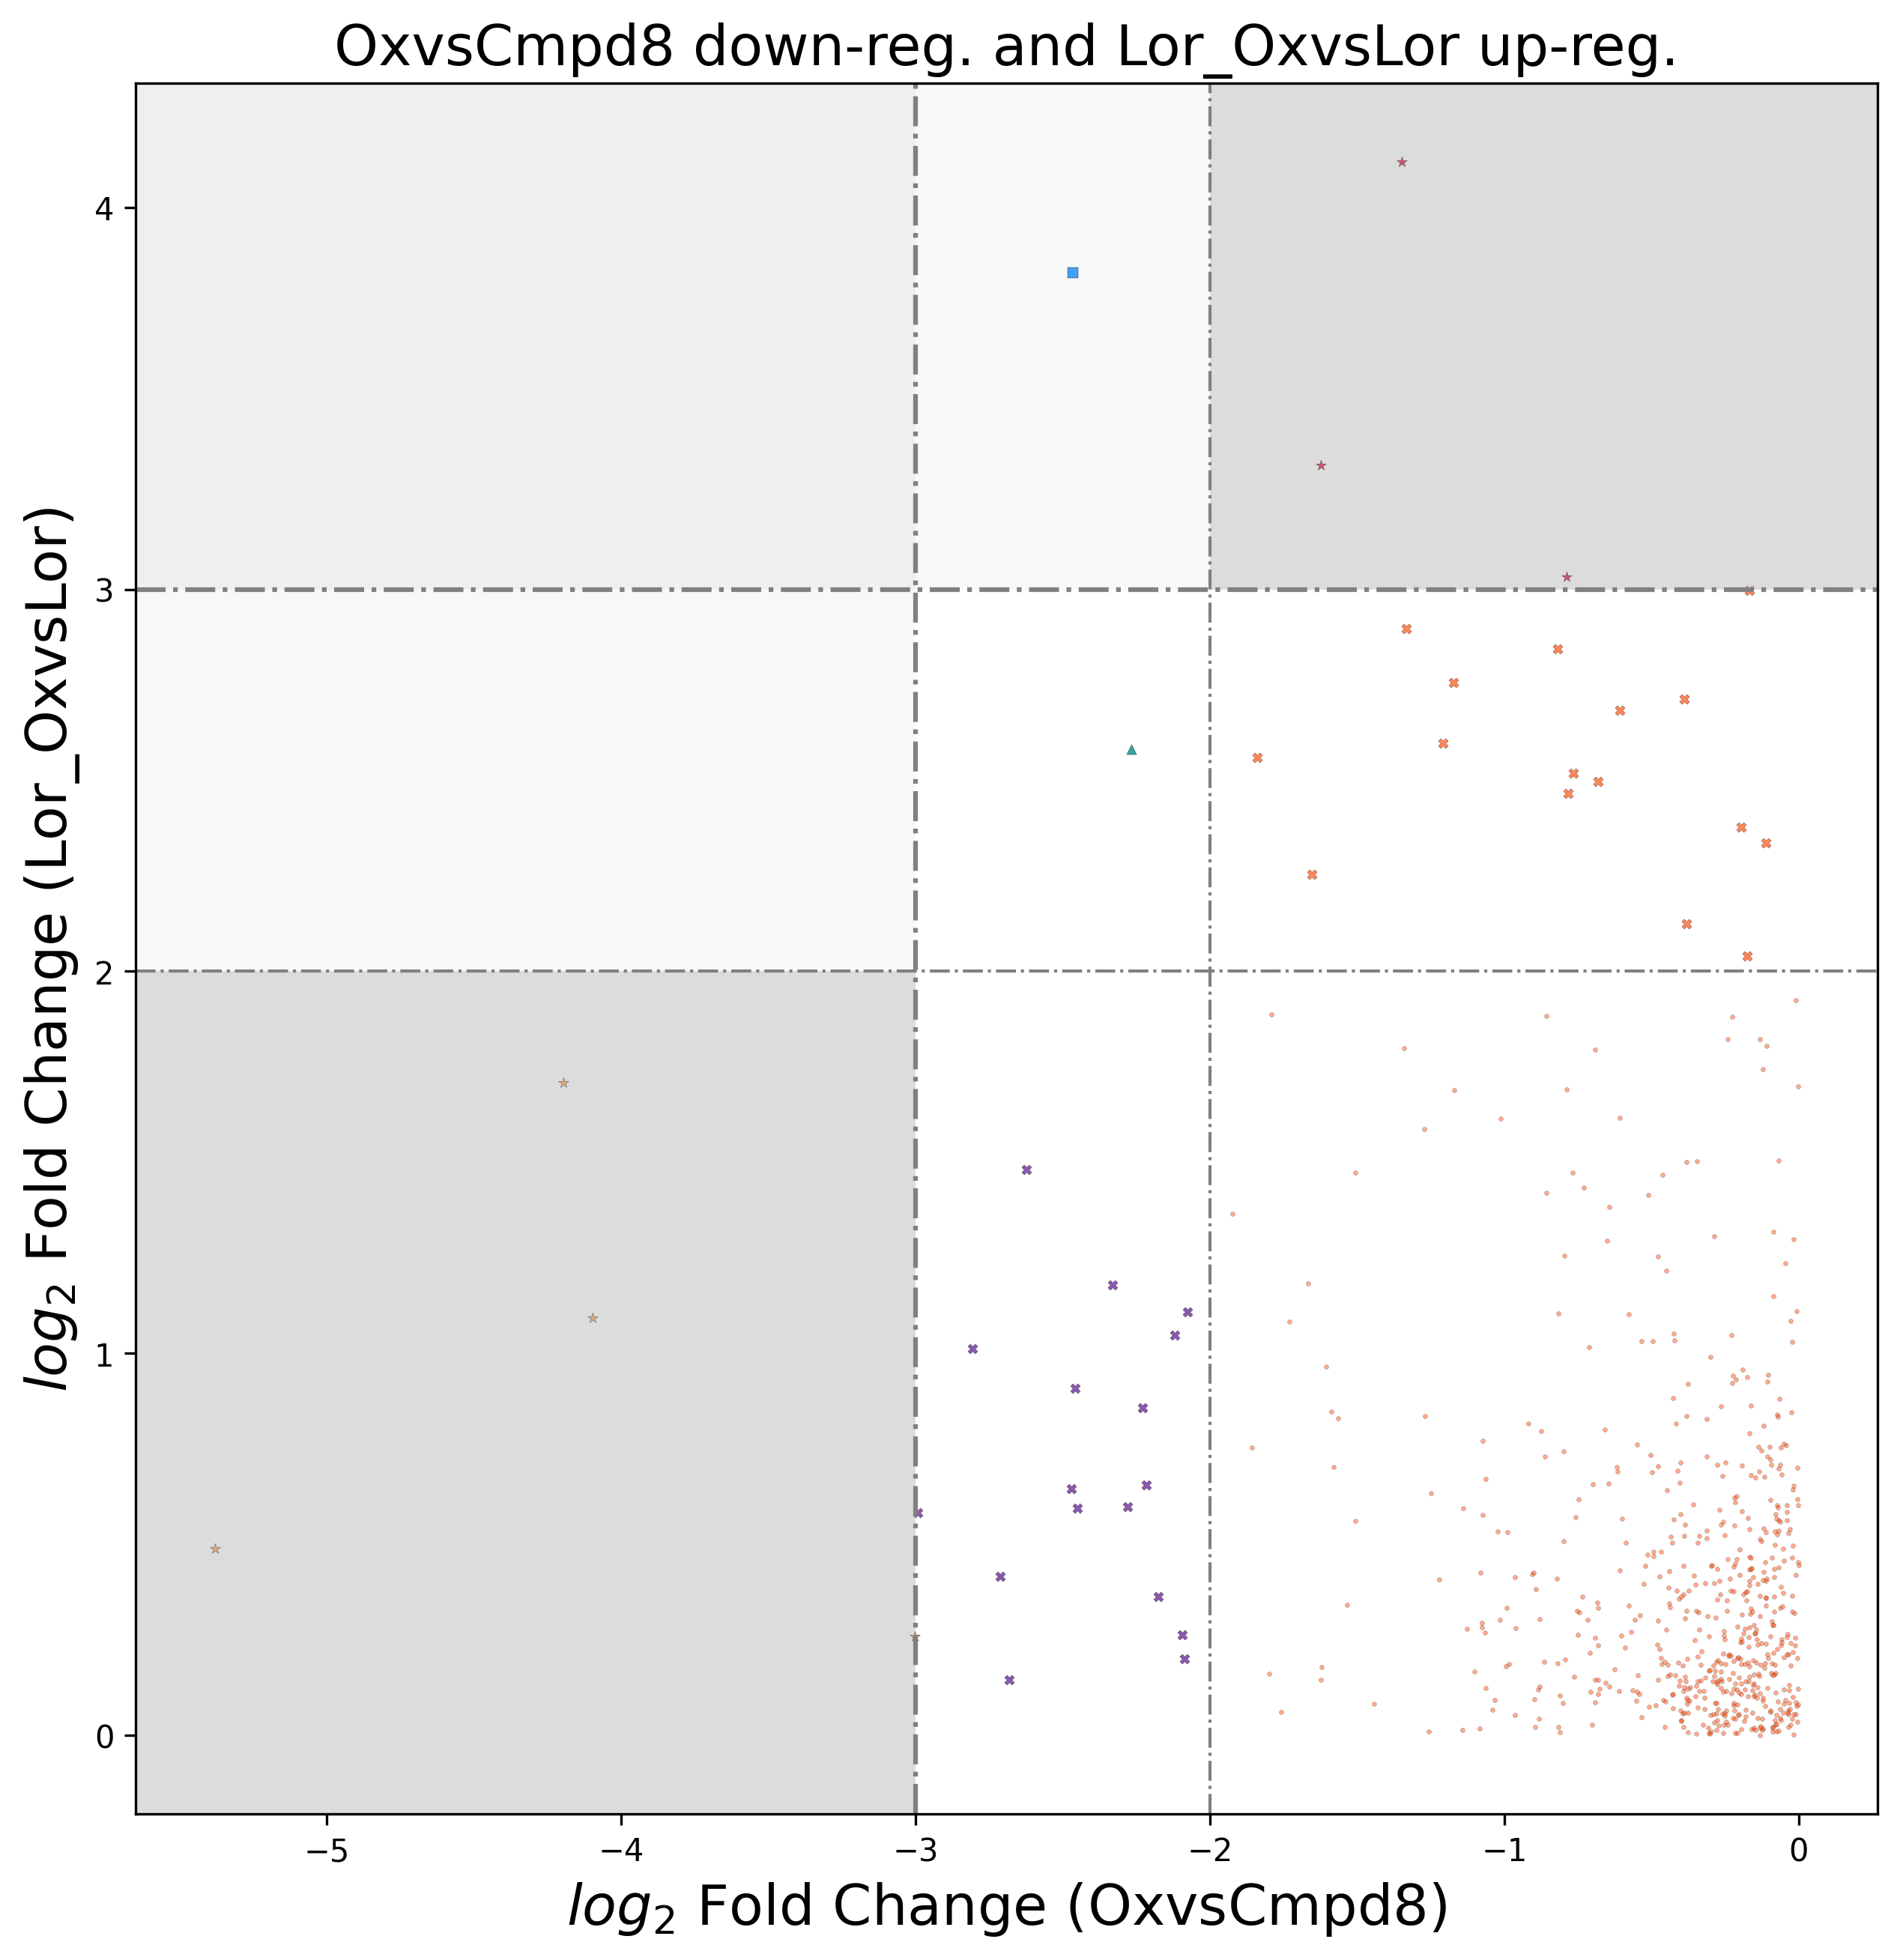 OxvsCmpd8 down-reg. and Lor_OxvsLor up-reg.
log2 Fold Change (Lor_OxvsLor)
4
3
2
1
0
−5 −4 −3 −2 −1 0
log2 Fold Change (OxvsCmpd8)